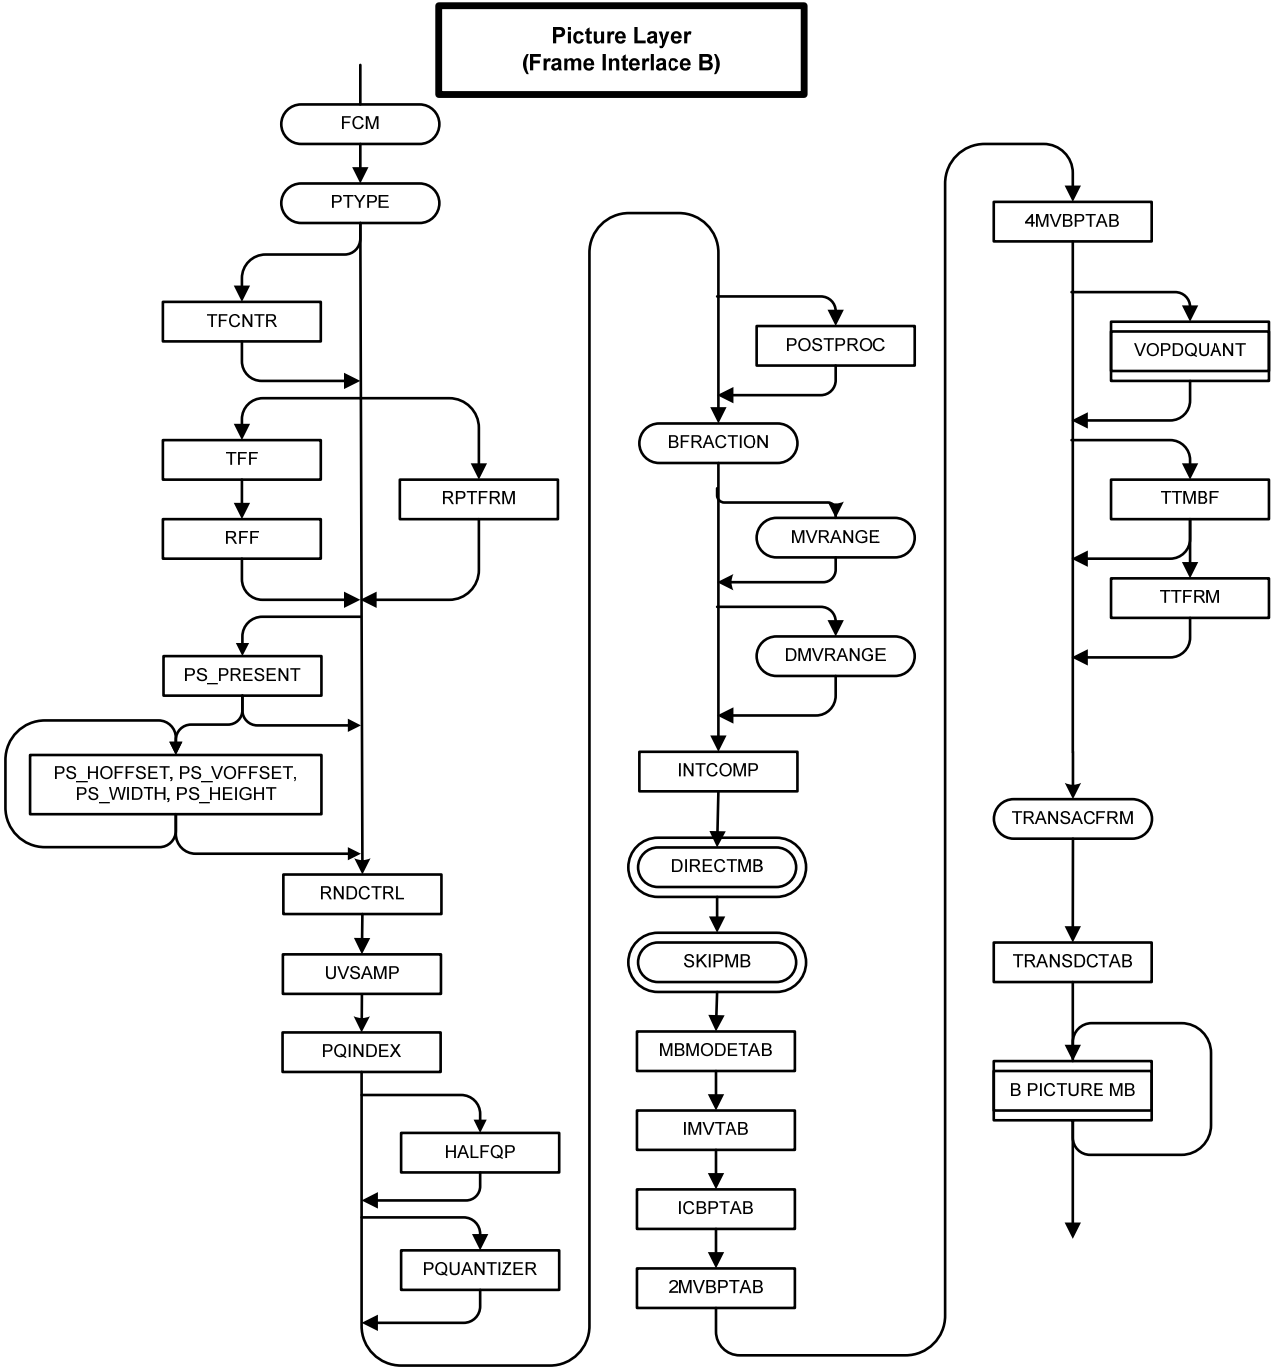 Picture Layer
(Frame Interlace B)
FCM
PTYPE
TFCNTR
TFF
RPTFRM
RFF
PS_PRESENT
PS_HOFFSET, PS_VOFFSET,
PS_WIDTH, PS_HEIGHT
RNDCTRL
UVSAMP
PQINDEX
HALFQP
PQUANTIZER
POSTPROC
BFRACTION
MVRANGE
DMVRANGE
INTCOMP
DIRECTMB
SKIPMB
MBMODETAB
IMVTAB
ICBPTAB
2MVBPTAB
4MVBPTAB
VOPDQUANT
TTMBF
TTFRM
TRANSACFRM
TRANSDCTAB
B PICTURE MB